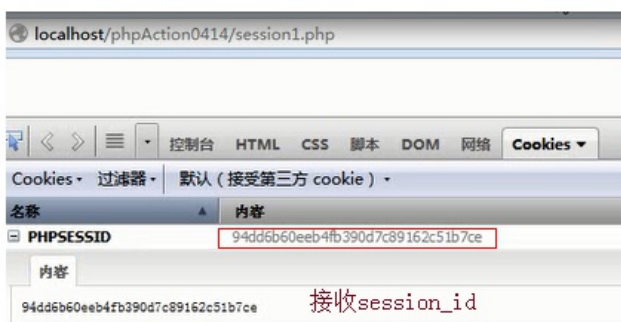 localhost/phpAction0414/session1.php
控制台 HTML CSS 脚本 DOM 网络 Cookies
Cookies 过滤器 默认 ( 接受第三方 cookie )
名称 内容
PHPSESSID 94dd6b60eeb4fb390d7c89162c51b7ce
内容
94dd6b60eeb4fb390d7c89162c51b7ce 接收session_id